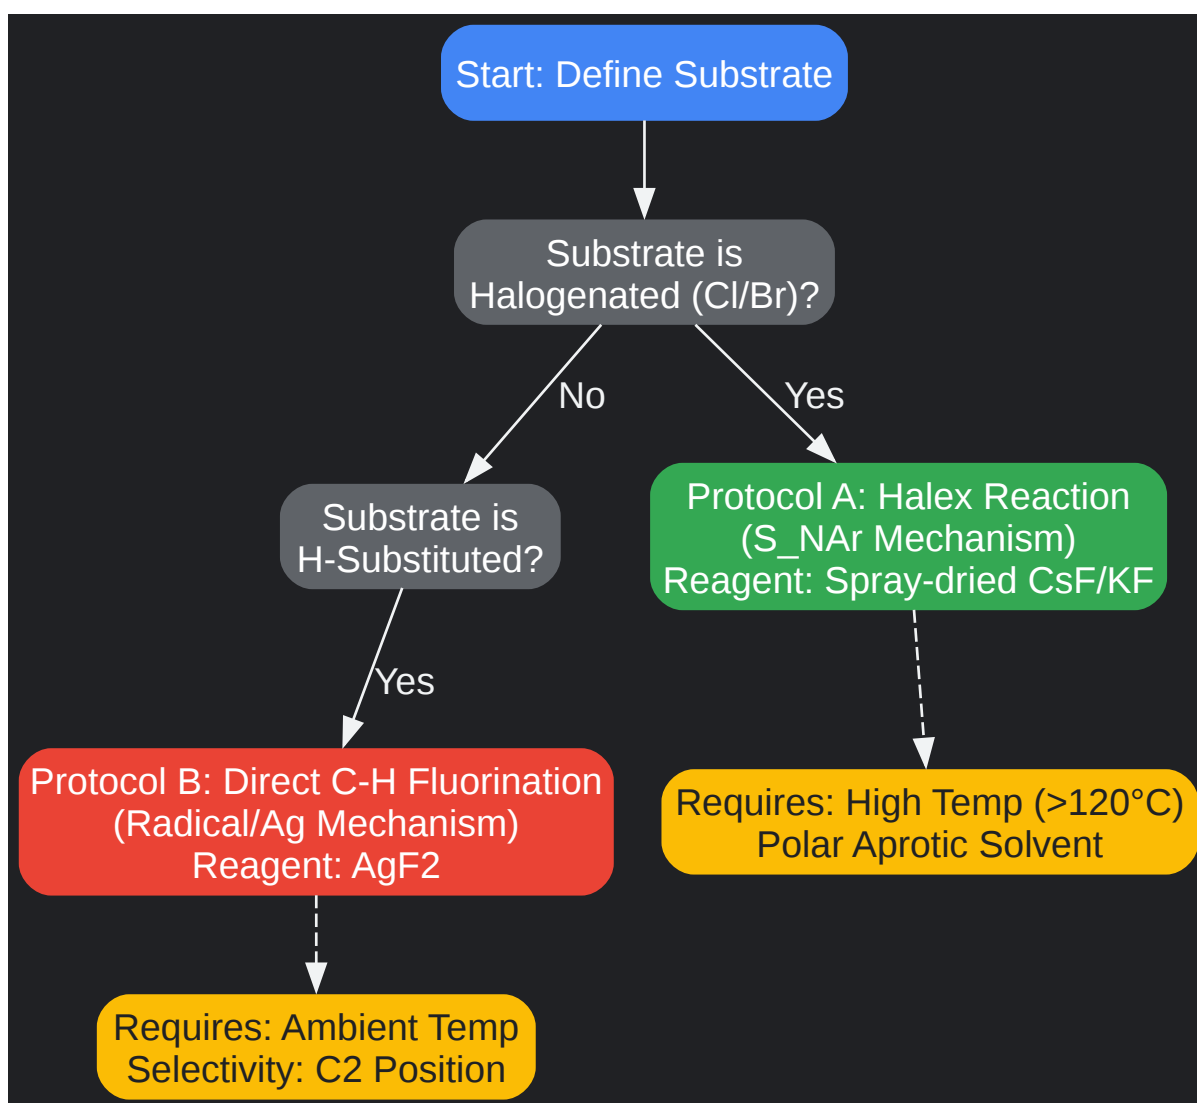 Start: Define Substrate
Substrate is
Halogenated (Cl/Br)?
No
Yes
Substrate is
H-Substituted?
Protocol A: Halex Reaction
(S_NAr Mechanism)
Reagent: Spray-dried CsF/KF
Yes
Protocol B: Direct C-H Fluorination
(Radical/Ag Mechanism)
Reagent: AgF2
Requires: High Temp (>120°C)
Polar Aprotic Solvent
Requires: Ambient Temp
Selectivity: C2 Position